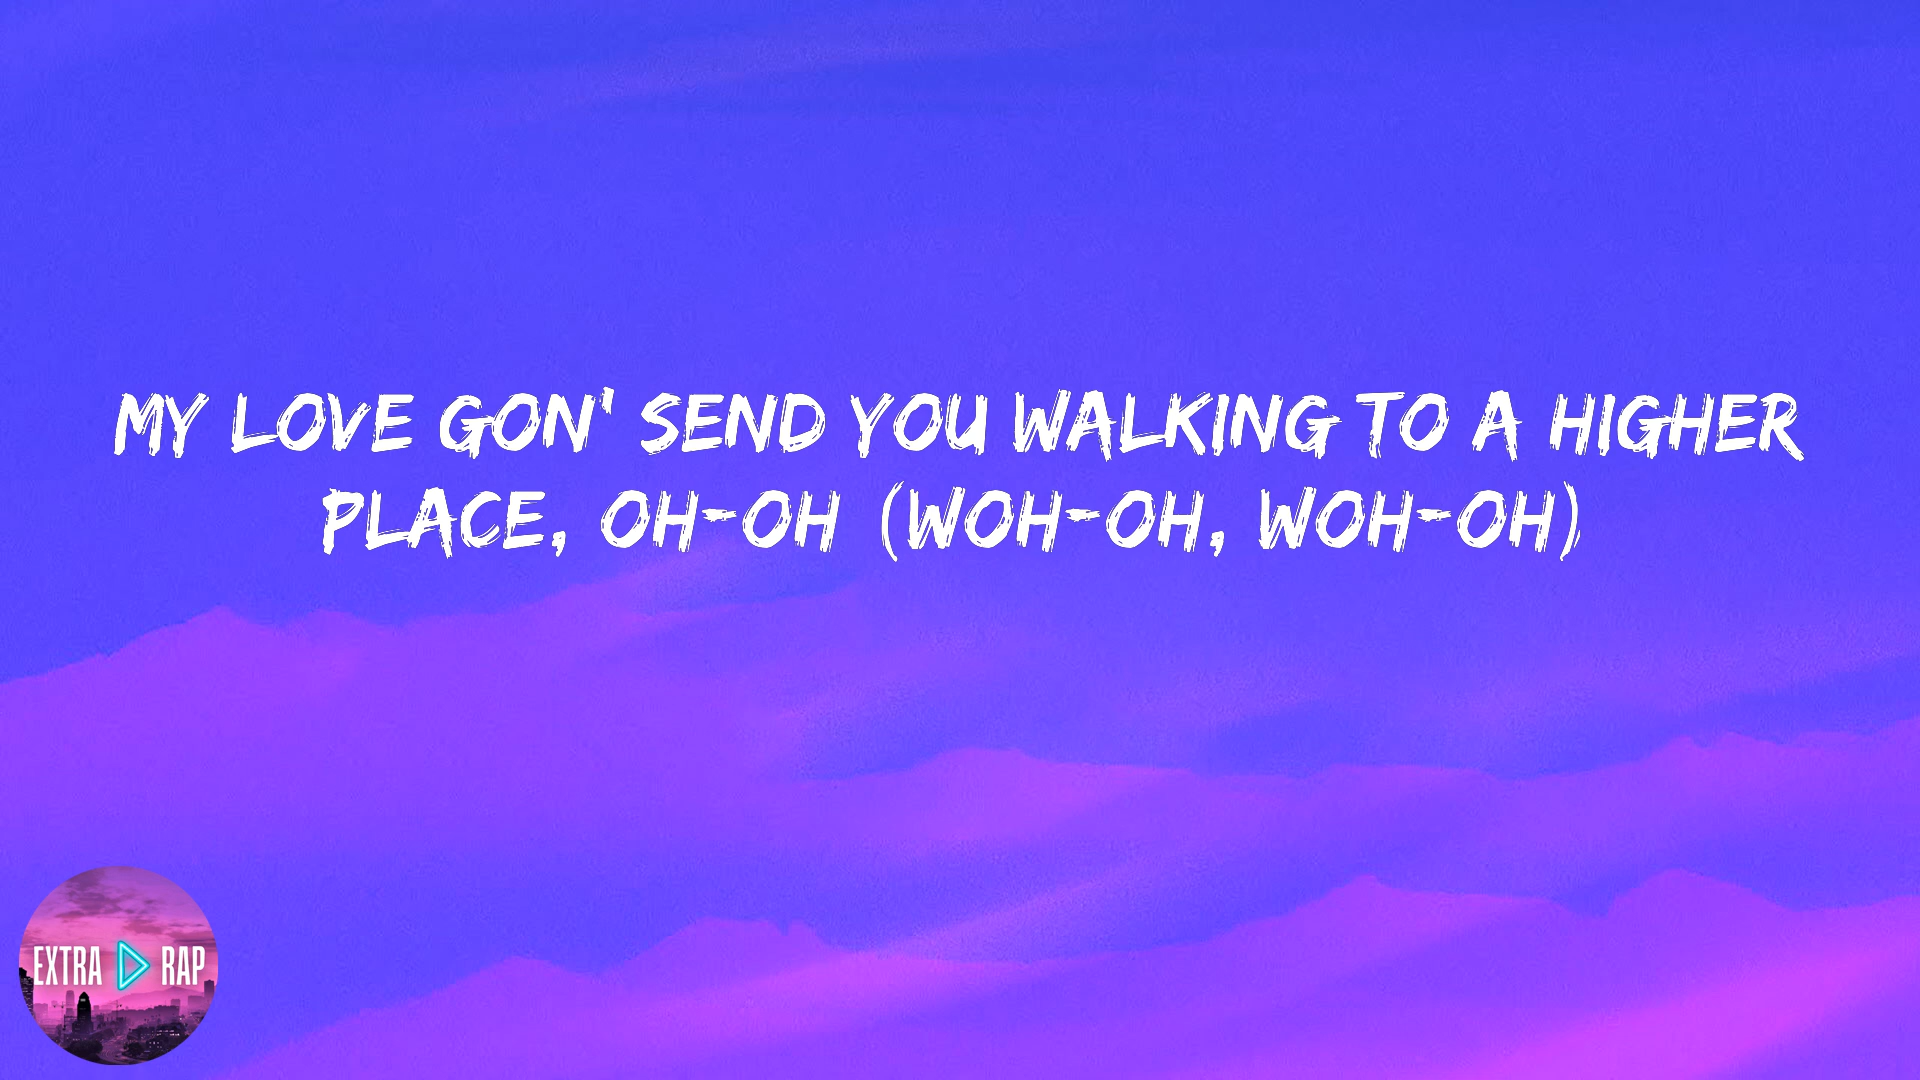 MY LOVE GON' SEND YOU WALKING TO A HIGHER
PLACE, OH-OH (WOH-OH, WOH-OH)
EXTRA RAP